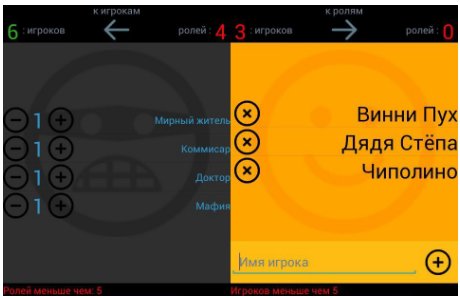 к игрокам
6 : игроков
ролей : 4
− 1 + Мирный житель
− 1 + Коммисар
− 1 + Доктор
− 1 + Мафия
Ролей меньше чем: 5
к ролям
3 : игроков
ролей : 0
Винни Пух
Дядя Стёпа
Чиполино
Имя игрока
Игроков меньше чем 5